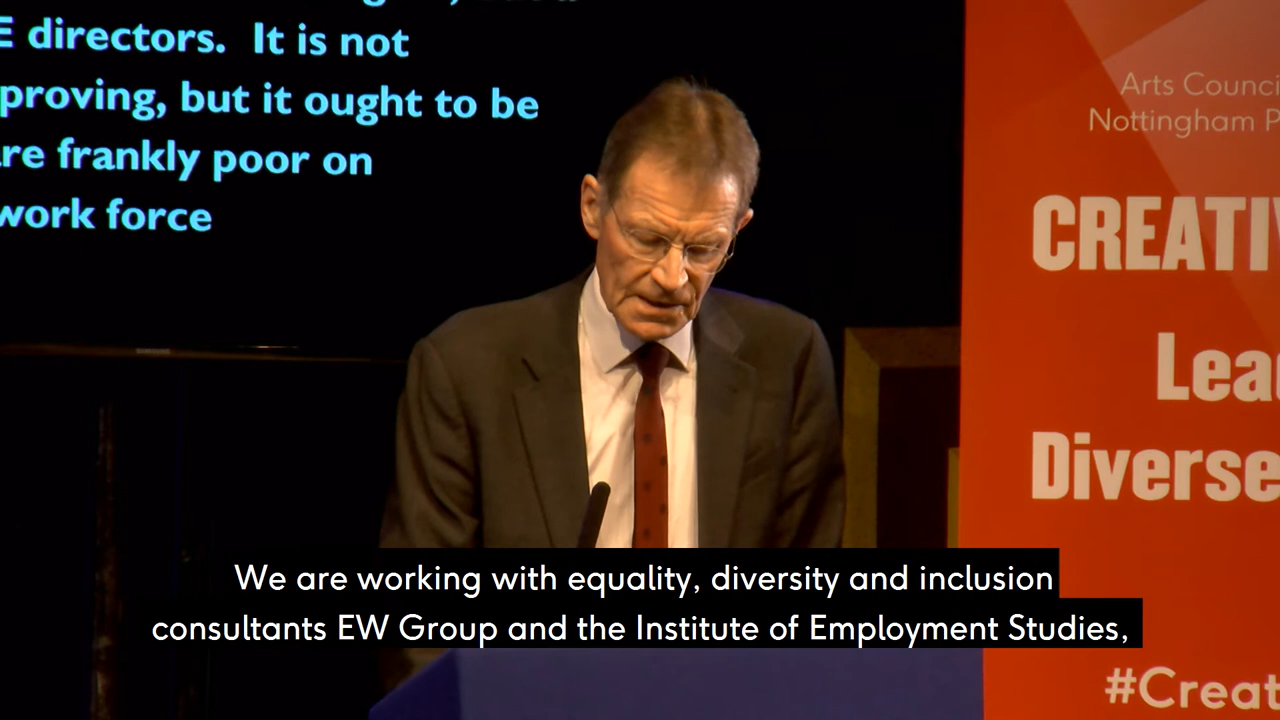 E directors. It is not
proving, but it ought to be
re frankly poor on
work force
Arts Counci
Nottingham P
CREATI
Lea
Diverse
#Creat
We are working with equality, diversity and inclusion
consultants EW Group and the Institute of Employment Studies,